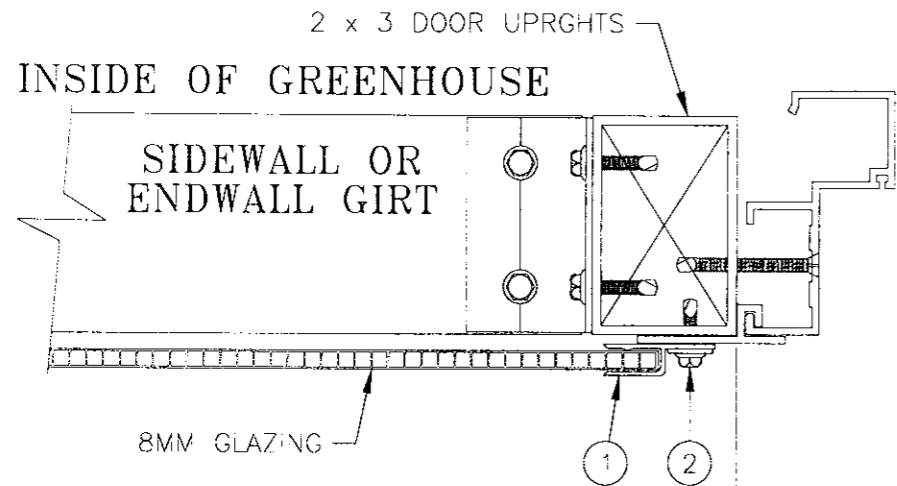 2 x 3 DOOR UPRGHTS
INSIDE OF GREENHOUSE
SIDEWALL OR
ENDWALL GIRT
8MM GLAZING
1
2